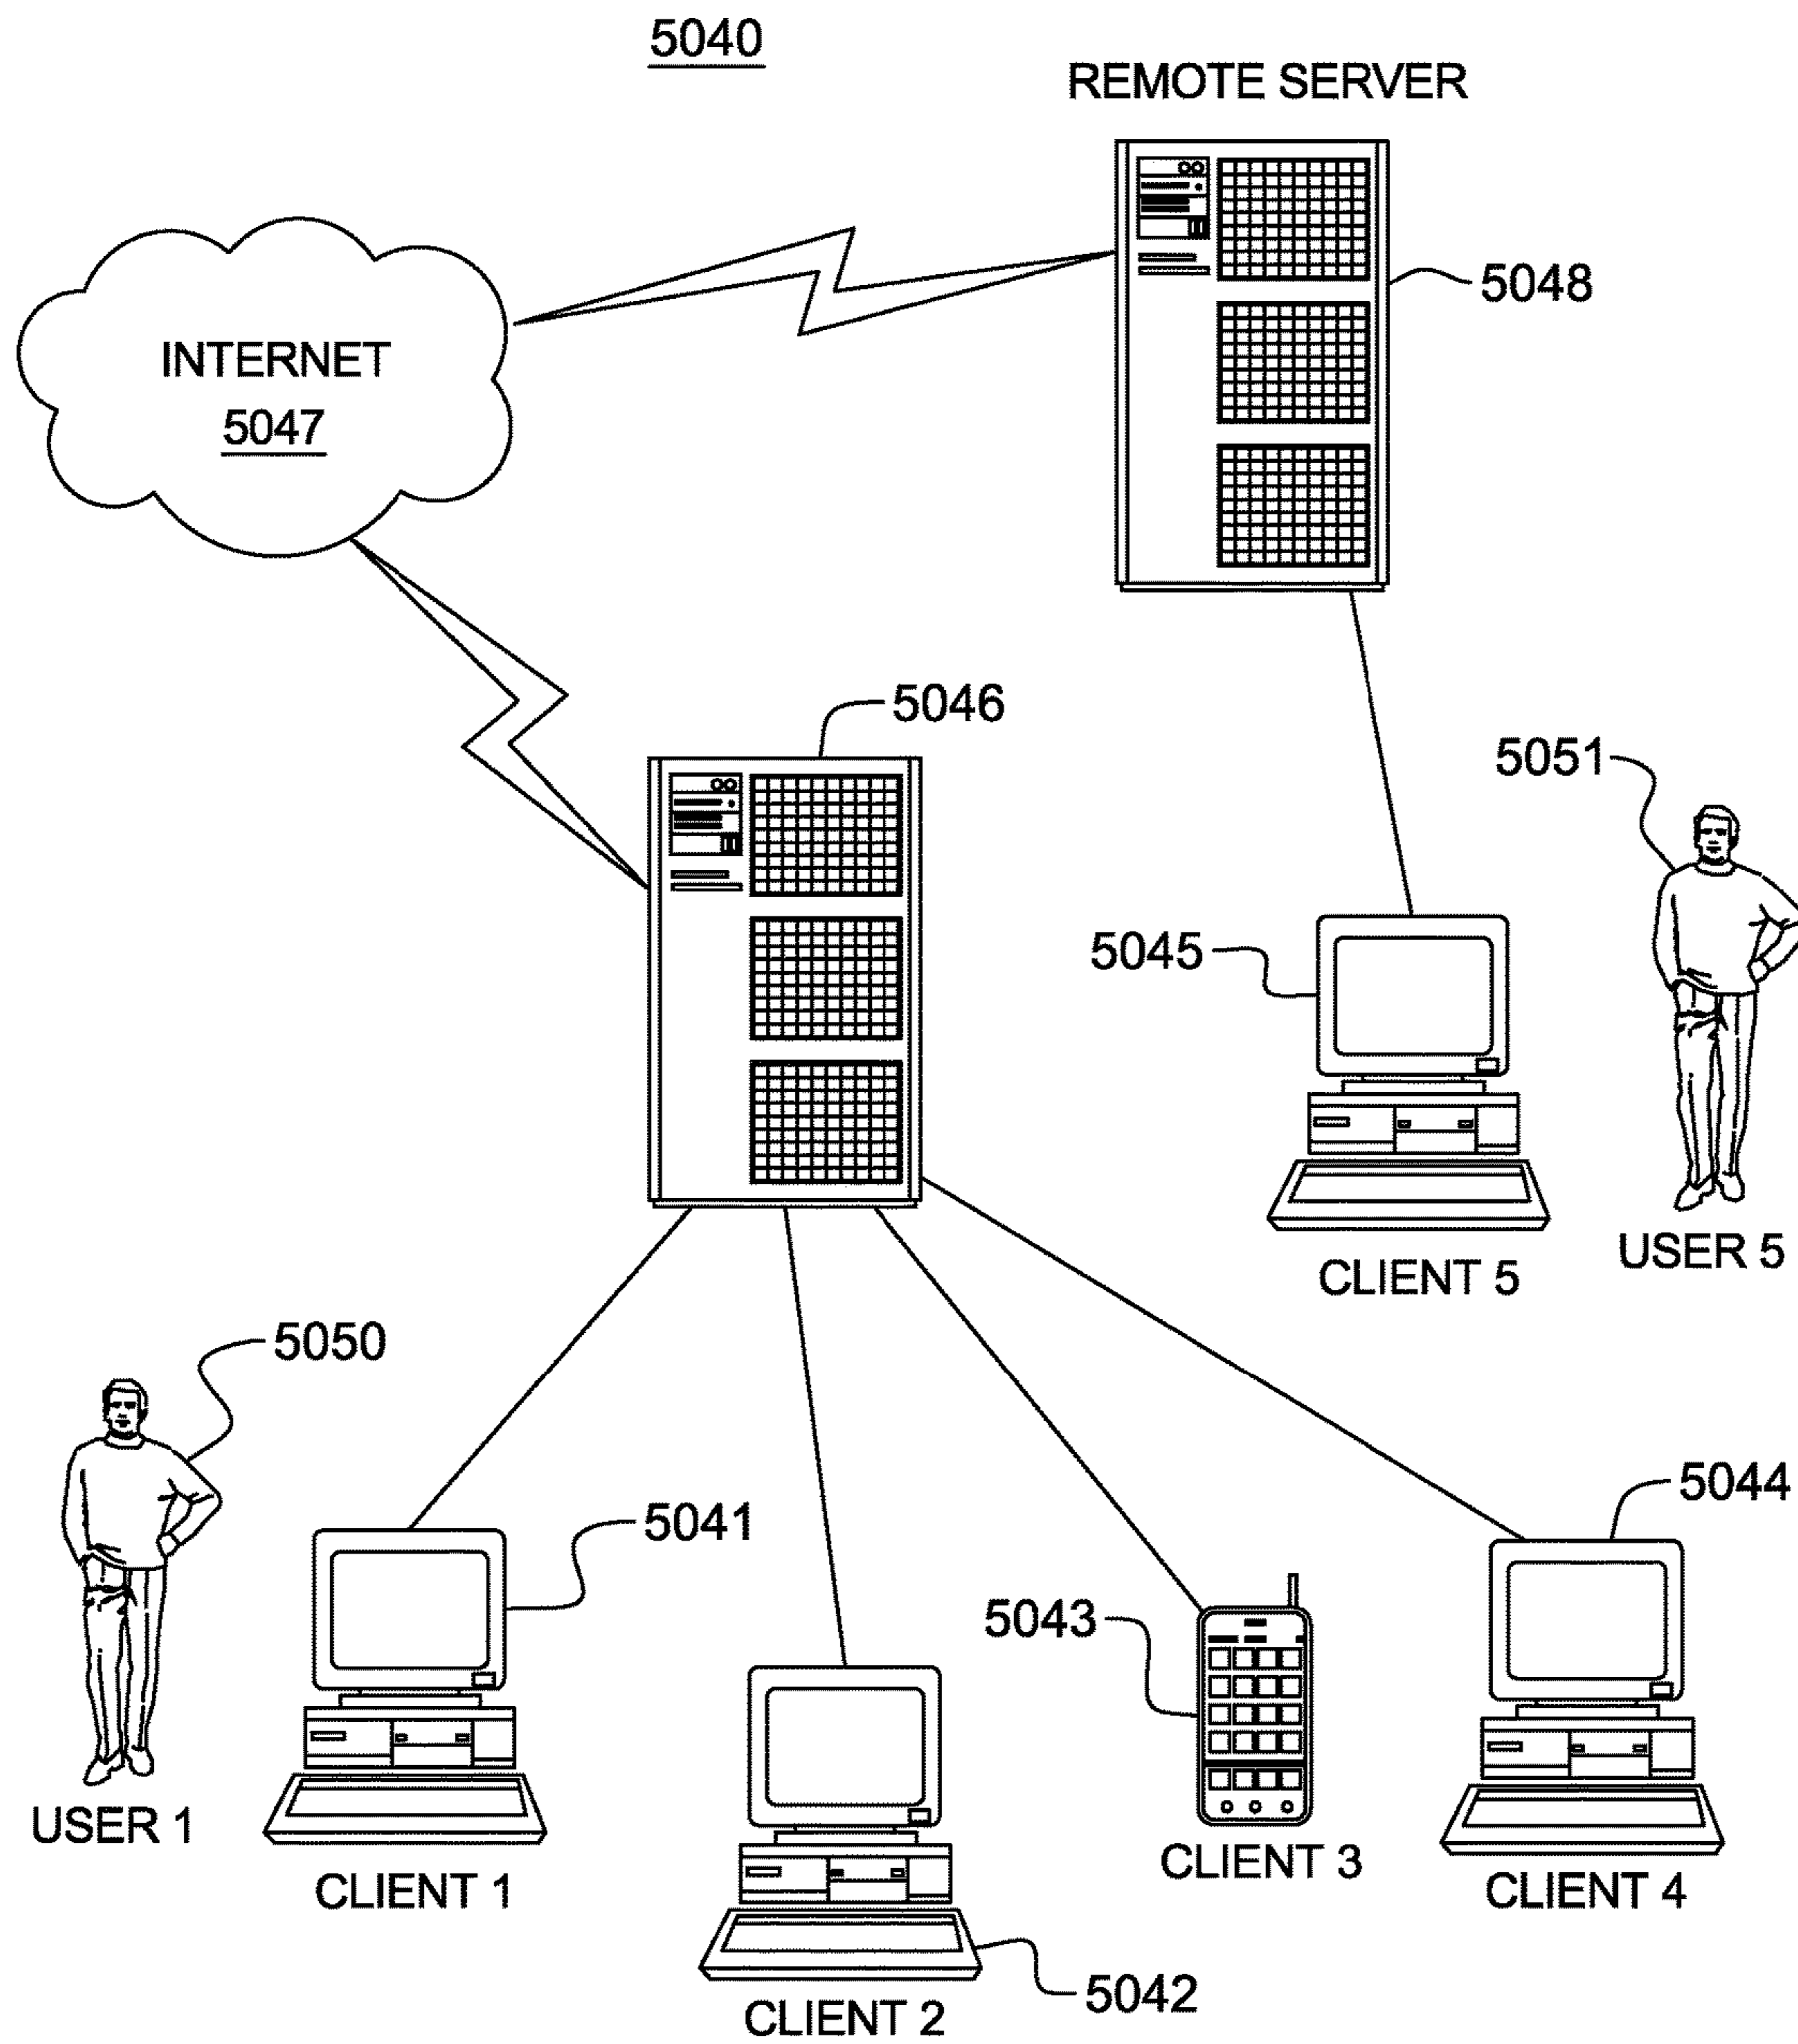 5040
REMOTE SERVER
5048
INTERNET
5047
5046
5051
5045
USER 5
CLIENT 5
5050
5044
5041
5043
USER 1
CLIENT 1
CLIENT 3
CLIENT 4
5042
CLIENT 2